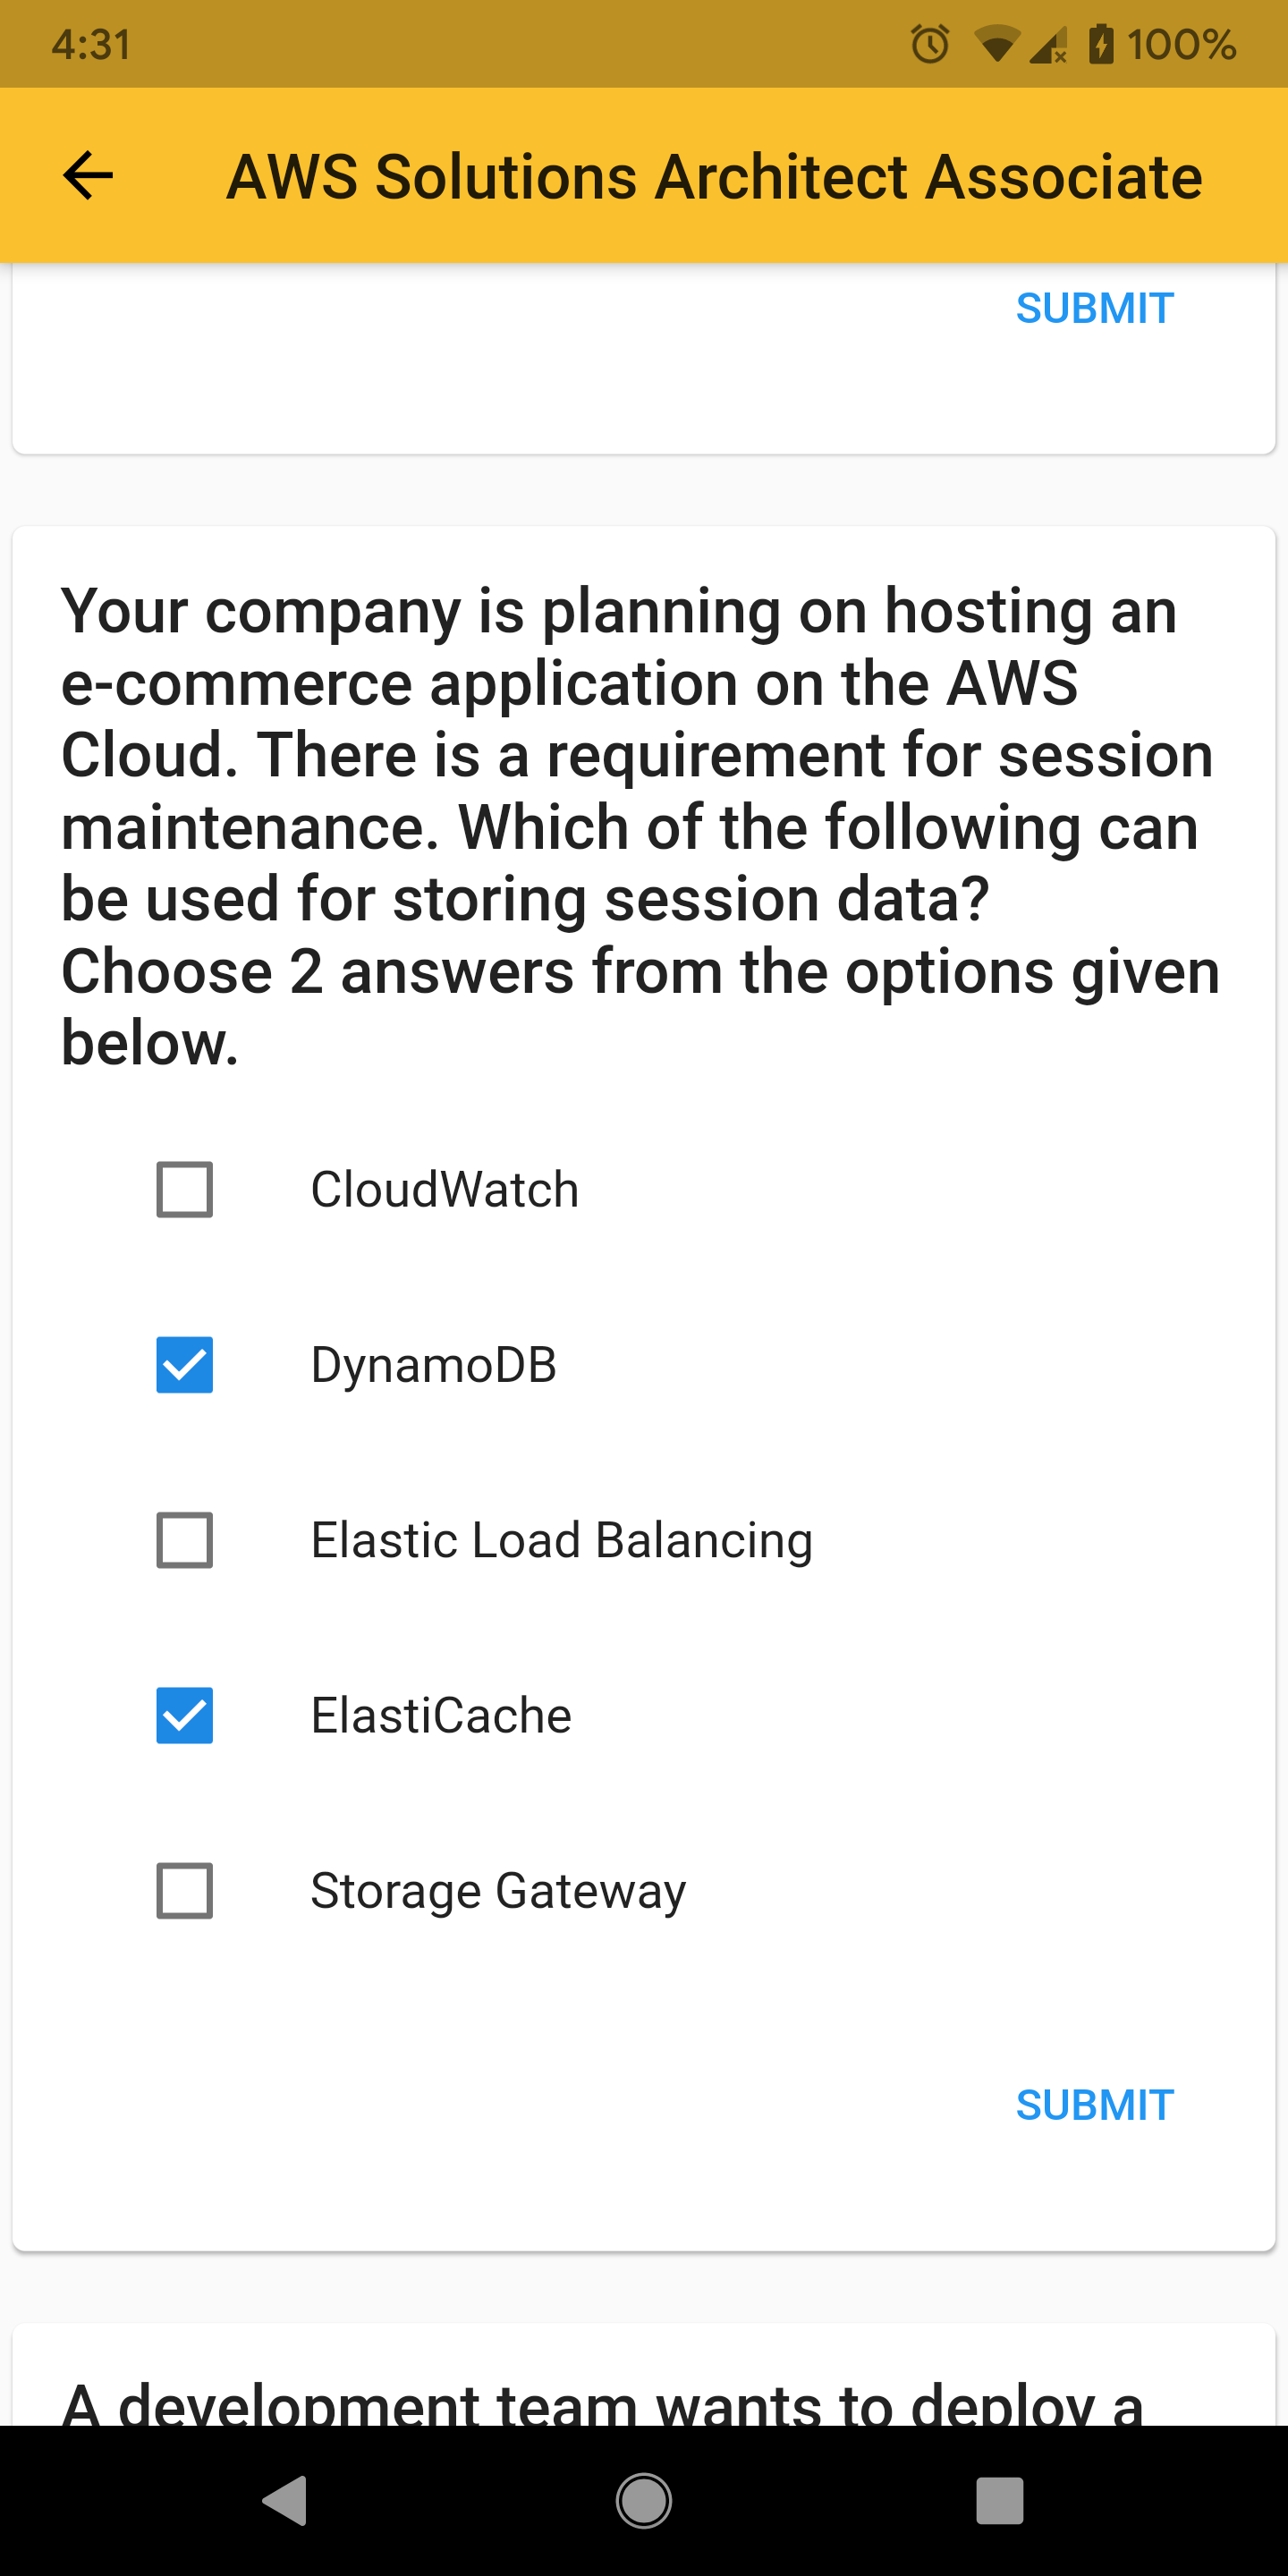 4:31
100%
AWS Solutions Architect Associate
SUBMIT
Your company is planning on hosting an
e-commerce application on the AWS
Cloud. There is a requirement for session
maintenance. Which of the following can
be used for storing session data?
Choose 2 answers from the options given
below.
CloudWatch
DynamoDB
Elastic Load Balancing
ElastiCache
Storage Gateway
SUBMIT
A development team wants to deploy a